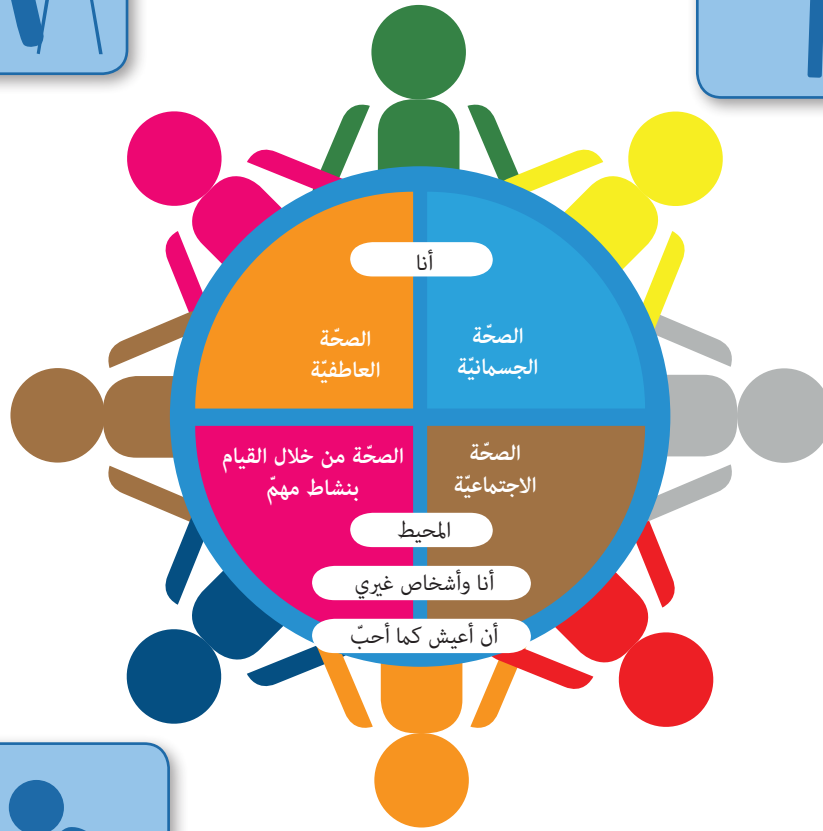 أنا
الصحّة
الجسمانيّة
الصحّة
العاطفيّة
الصحّة
الاجتماعيّة
الصحّة من خلال القيام
بنشاط مهمّ
المحيط
أنا وأشخاص غيري
أن أعيش كما أحبّ